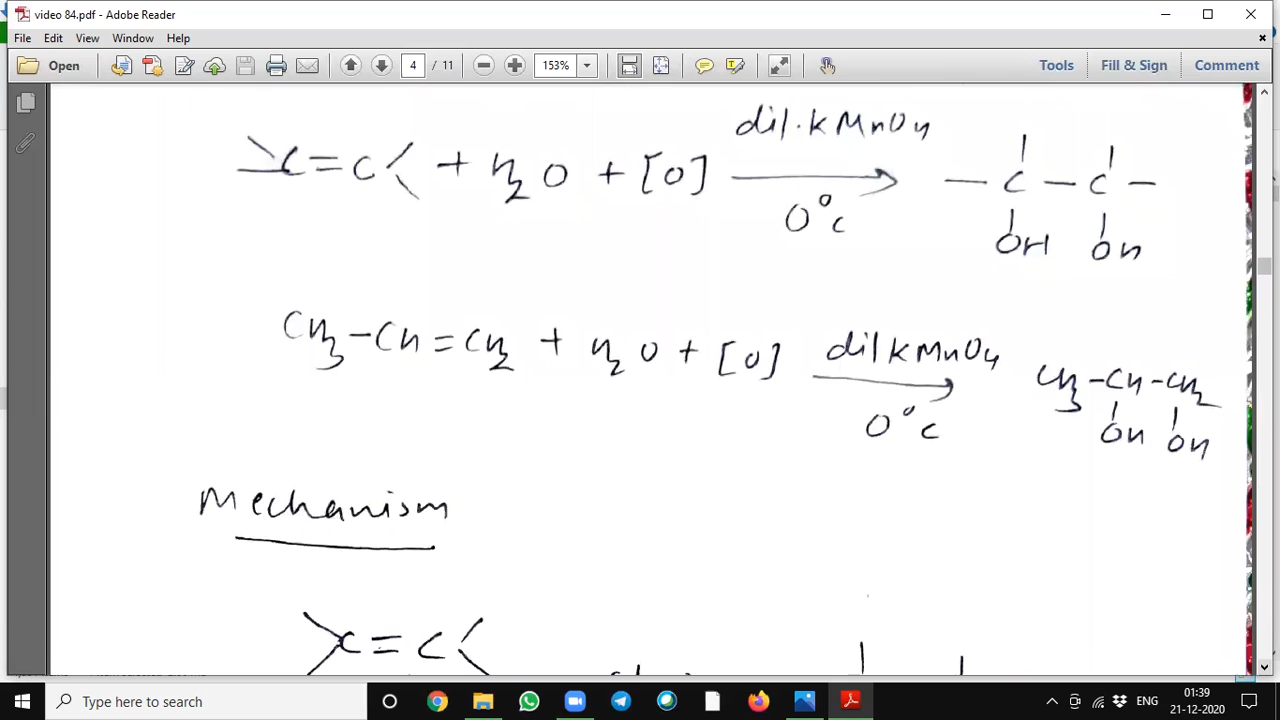 video 84.pdf - Adobe Reader
File Edit View Window Help
Open 4 / 11 153% Tools Fill & Sign Comment
>C=C< + H2O + [O] dil.KMnO4 0°C -C-C-
OH OH
CH3-CH=CH2 + H2O + [O] dil KMnO4 0°C CH3-CH-CH2
OH OH
Mechanism
>C=C<
Type here to search ENG 01:39
21-12-2020